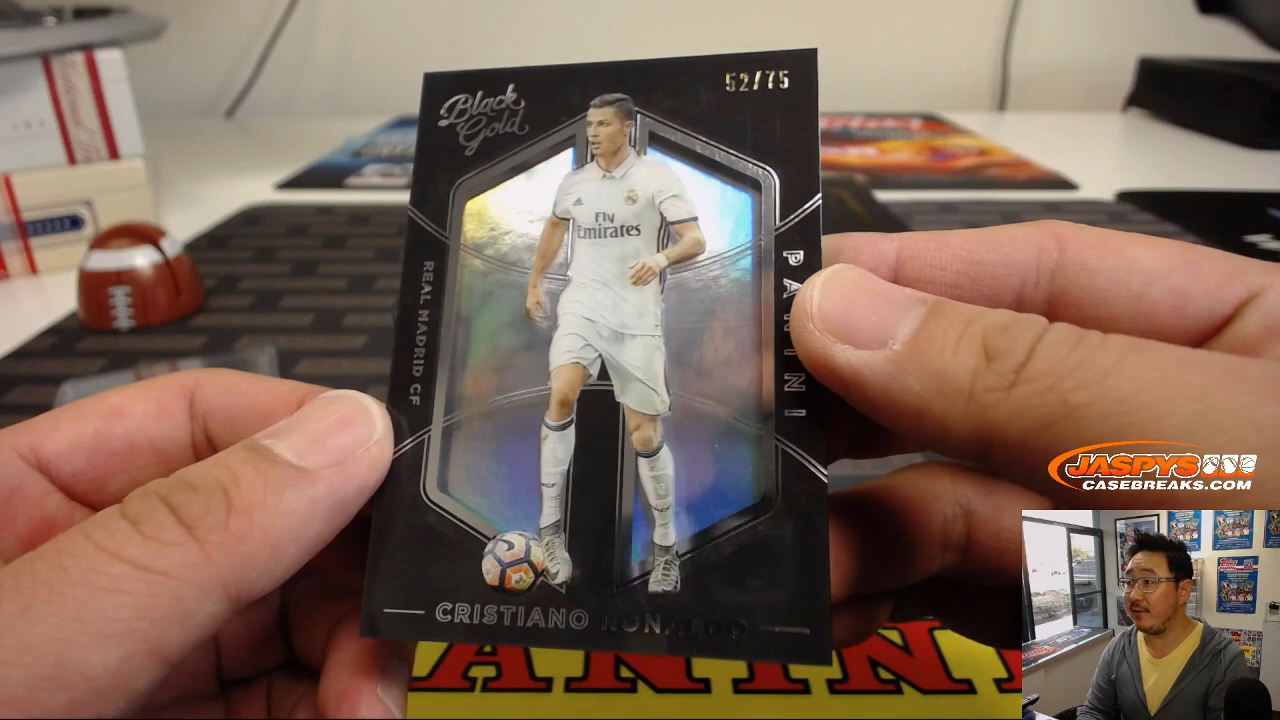 Black
Gold
52/75
Fly
Emirates
REAL MADRID CF
PANINI
CRISTIANO RONALDO
PANINI
JASPYS
CASEBREAKS.COM